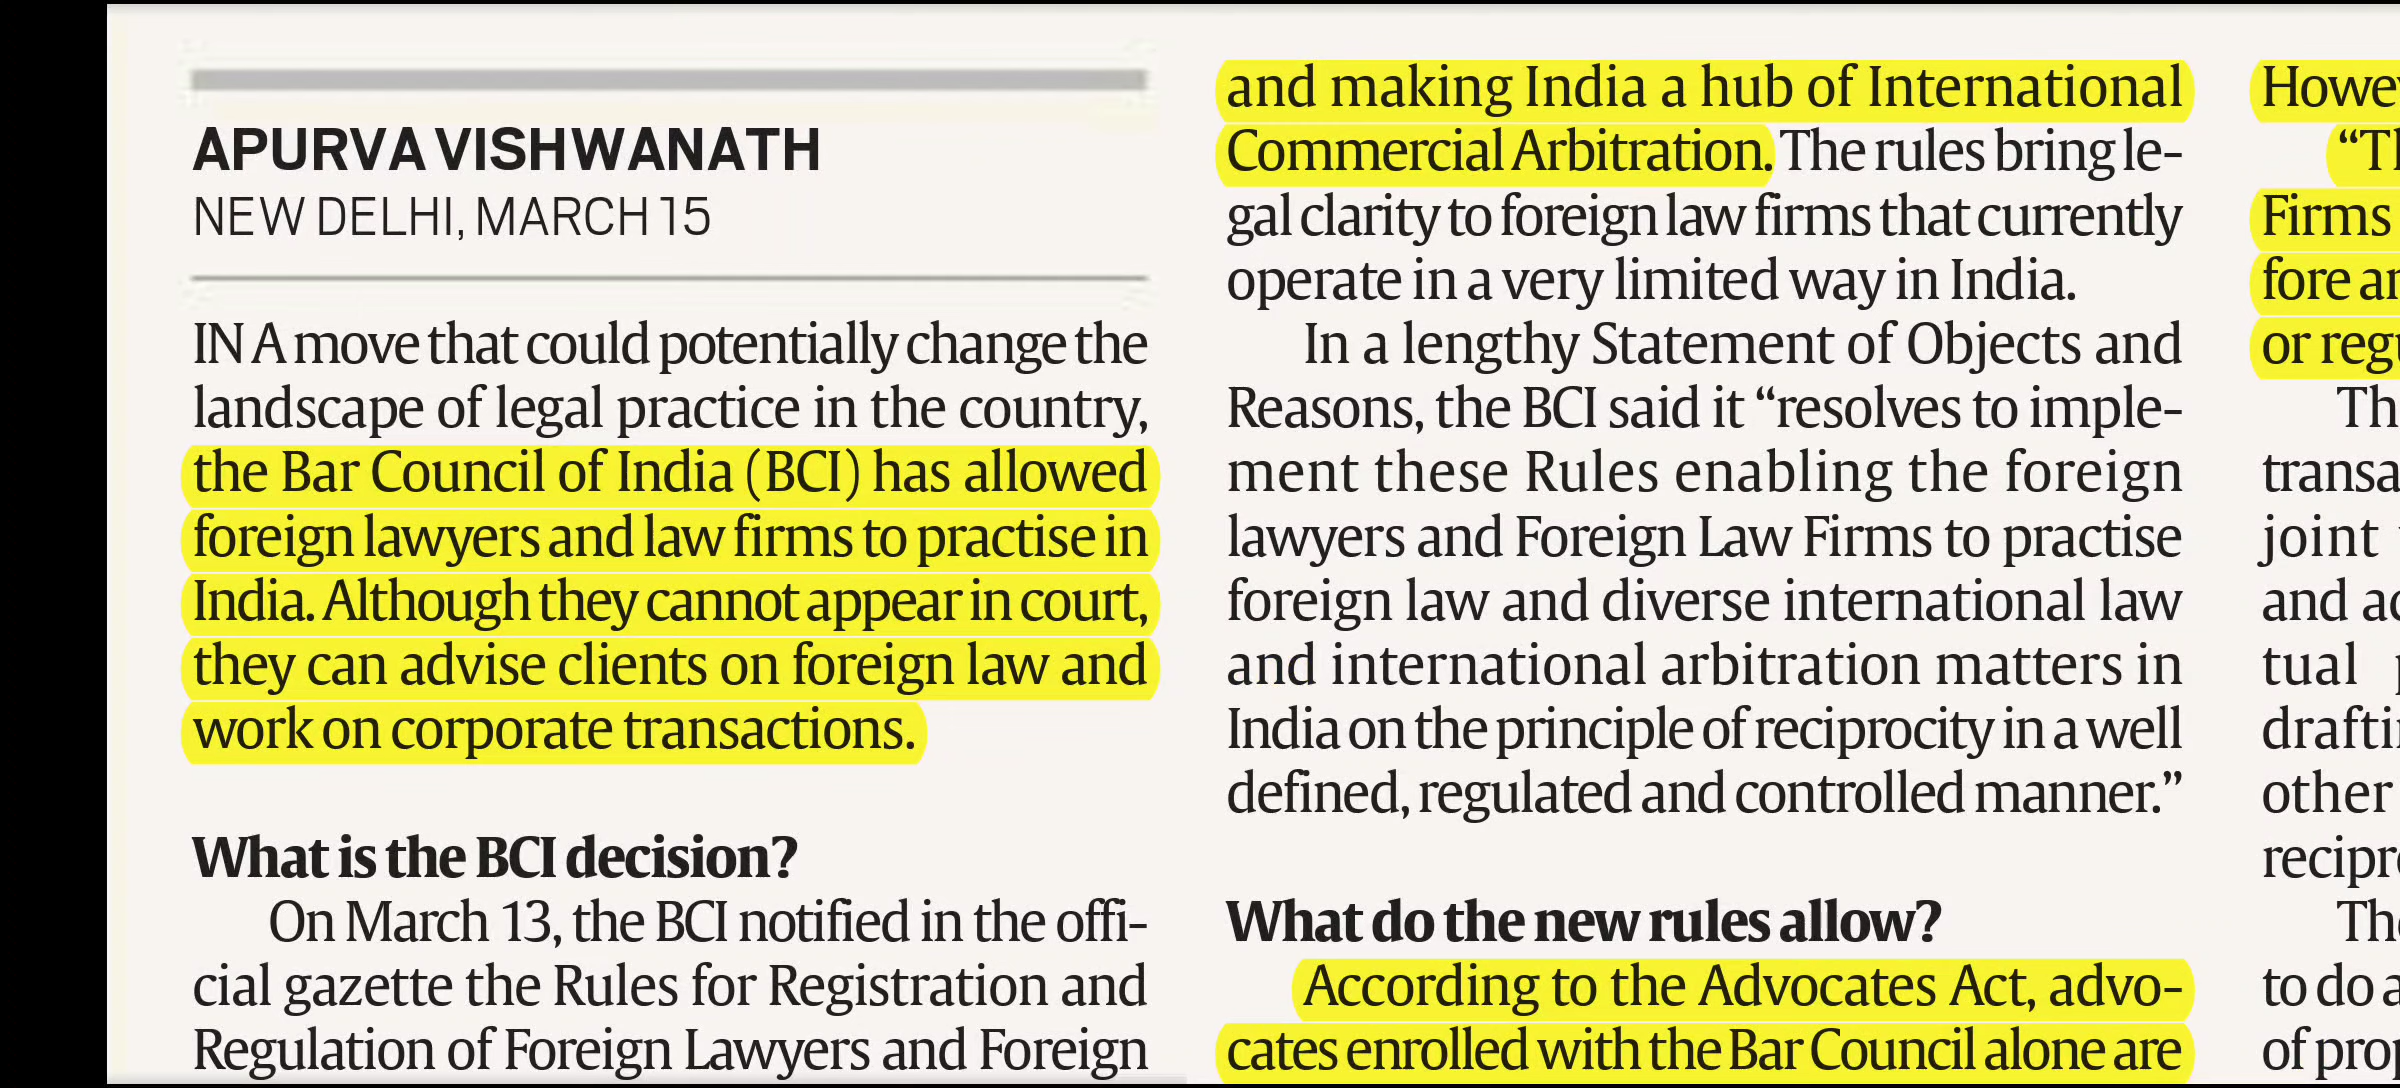 APURVA VISHWANATH
NEW DELHI, MARCH 15
IN A move that could potentially change the
landscape of legal practice in the country,
the Bar Council of India (BCI) has allowed
foreign lawyers and law firms to practise in
India. Although they cannot appear in court,
they can advise clients on foreign law and
work on corporate transactions.
What is the BCI decision?
On March 13, the BCI notified in the offi-
cial gazette the Rules for Registration and
Regulation of Foreign Lawyers and Foreign
and making India a hub of International
Commercial Arbitration. The rules bring le-
gal clarity to foreign law firms that currently
operate in a very limited way in India.
In a lengthy Statement of Objects and
Reasons, the BCI said it “resolves to imple-
ment these Rules enabling the foreign
lawyers and Foreign Law Firms to practise
foreign law and diverse international law
and international arbitration matters in
India on the principle of reciprocity in a well
defined, regulated and controlled manner.”
What do the new rules allow?
According to the Advocates Act, advo-
cates enrolled with the Bar Council alone are
Firms
fore
or
joint
and
tual
other
to do
of